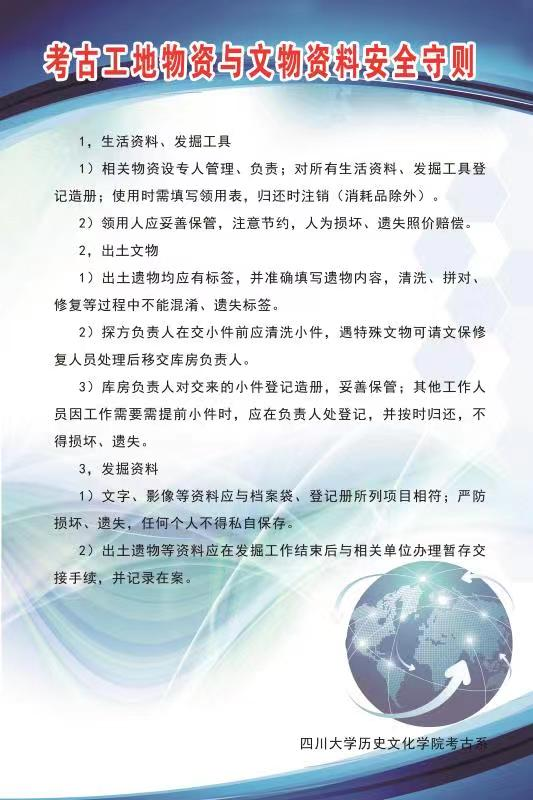 考古工地物资与文物资料安全守则
1，生活资料、发掘工具
1）相关物资设专人管理、负责；对所有生活资料、发掘工具登
记造册；使用时需填写领用表，归还时注销（消耗品除外）。
2）领用人应妥善保管，注意节约，人为损坏、遗失照价赔偿。
2，出土文物
1）出土遗物均应有标签，并准确填写遗物内容，清洗、拼对、
修复等过程中不能混淆、遗失标签。
2）探方负责人在交小件前应清洗小件，遇特殊文物可请文保修
复人员处理后移交库房负责人。
3）库房负责人对交来的小件登记造册，妥善保管；其他工作人
员因工作需要需提前小件时，应在负责人处登记，并按时归还，不
得损坏、遗失。
3，发掘资料
1）文字、影像等资料应与档案袋、登记册所列项目相符；严防
损坏、遗失，任何个人不得私自保存。
2）出土遗物等资料应在发掘工作结束后与相关单位办理暂存交
接手续，并记录在案。
四川大学历史文化学院考古系